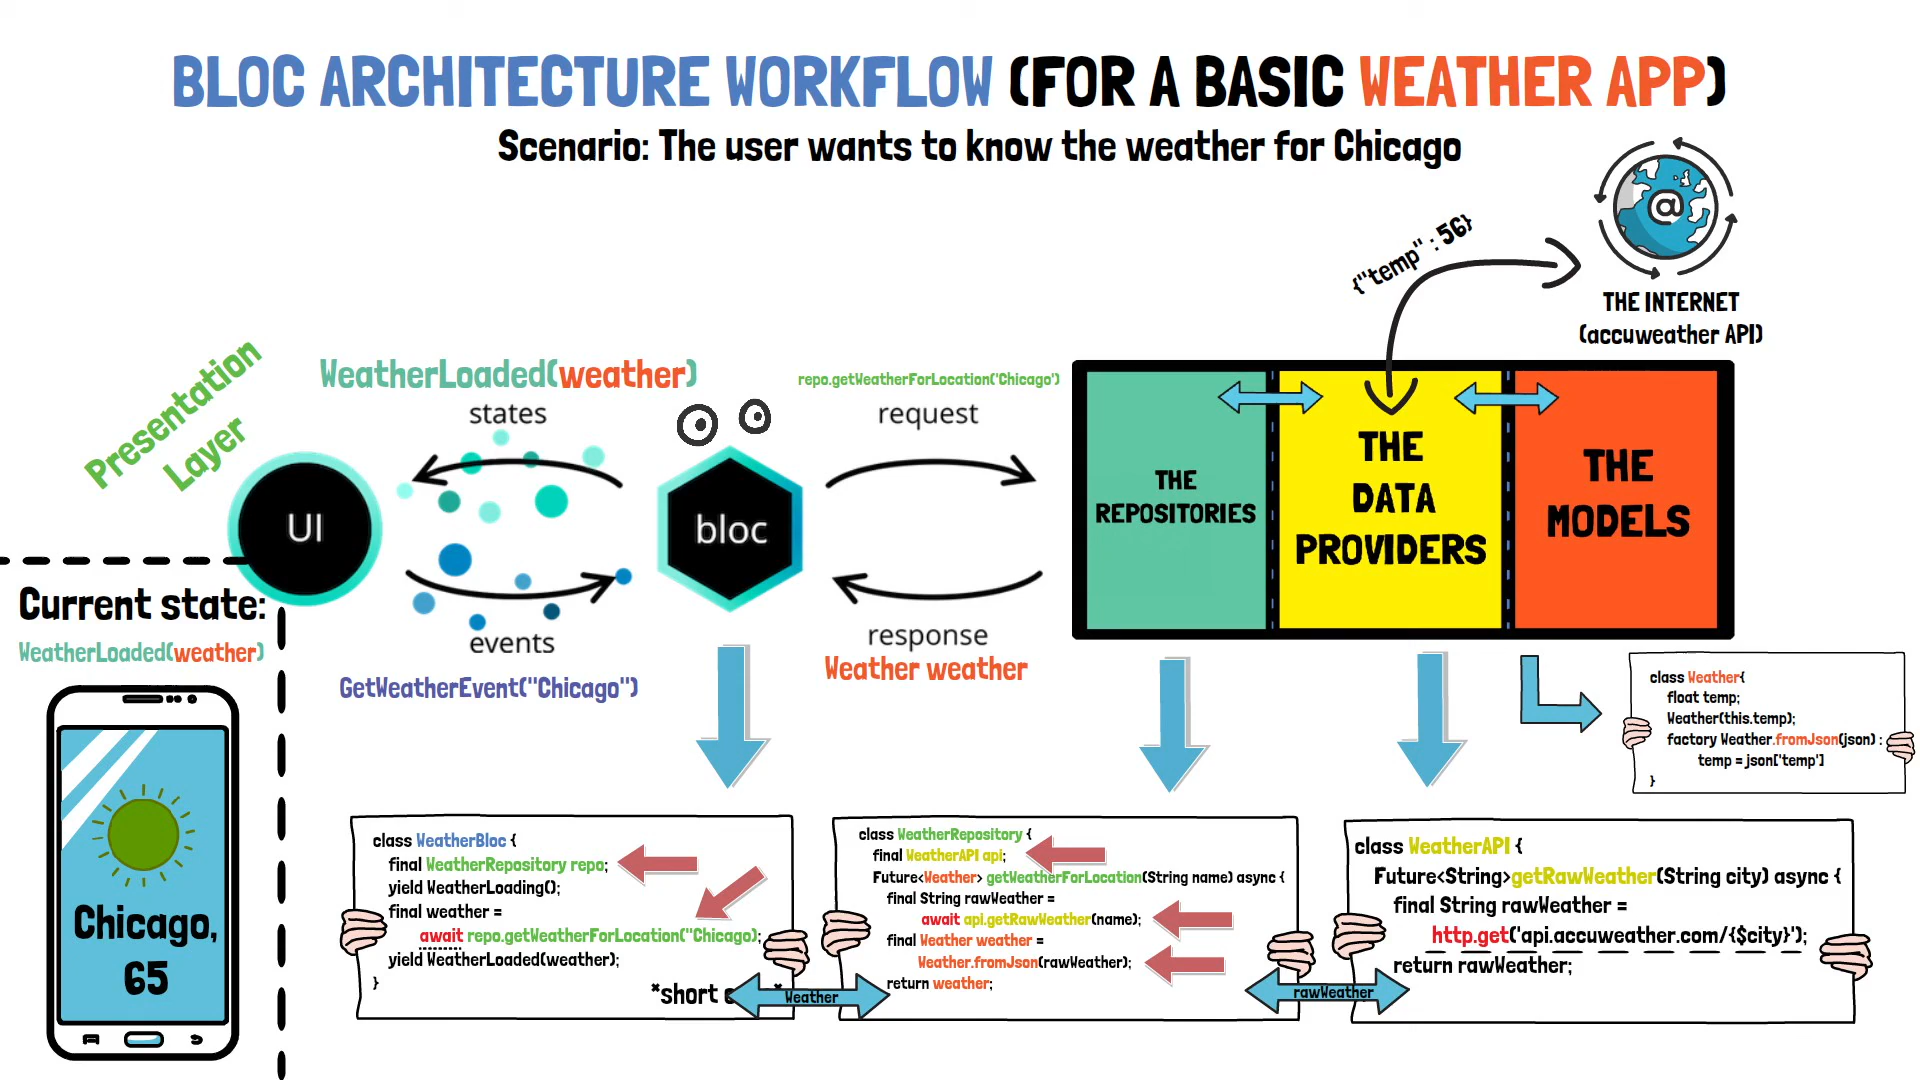 BLOC ARCHITECTURE WORKFLOW (FOR A BASIC WEATHER APP)
Scenario: The user wants to know the weather for Chicago
@
{"temp" : 56}
THE INTERNET
(accuweather API)
Presentation
Layer
WeatherLoaded(weather)
states
repo.getWeatherForLocation('Chicago')
request
UI
bloc
THE
REPOSITORIES
THE
DATA
PROVIDERS
THE
MODELS
events
GetWeatherEvent("Chicago")
response
Weather weather
Current state:
WeatherLoaded(weather)
Chicago,
65
class Weather{
float temp;
Weather(this.temp);
factory Weather.fromJson(json) :
temp = json['temp']
}
class WeatherBloc {
final WeatherRepository repo;
yield WeatherLoading();
final weather =
await repo.getWeatherForLocation("Chicago);
yield WeatherLoaded(weather);
}
*short
Weather
class WeatherRepository {
final WeatherAPI api;
Future<Weather> getWeatherForLocation(String name) async {
final String rawWeather =
await api.getRawWeather(name);
final Weather weather =
Weather.fromJson(rawWeather);
return weather;
rawWeather
class WeatherAPI {
Future<String>getRawWeather(String city) async {
final String rawWeather =
http.get('api.accuweather.com/{$city}');
return rawWeather;